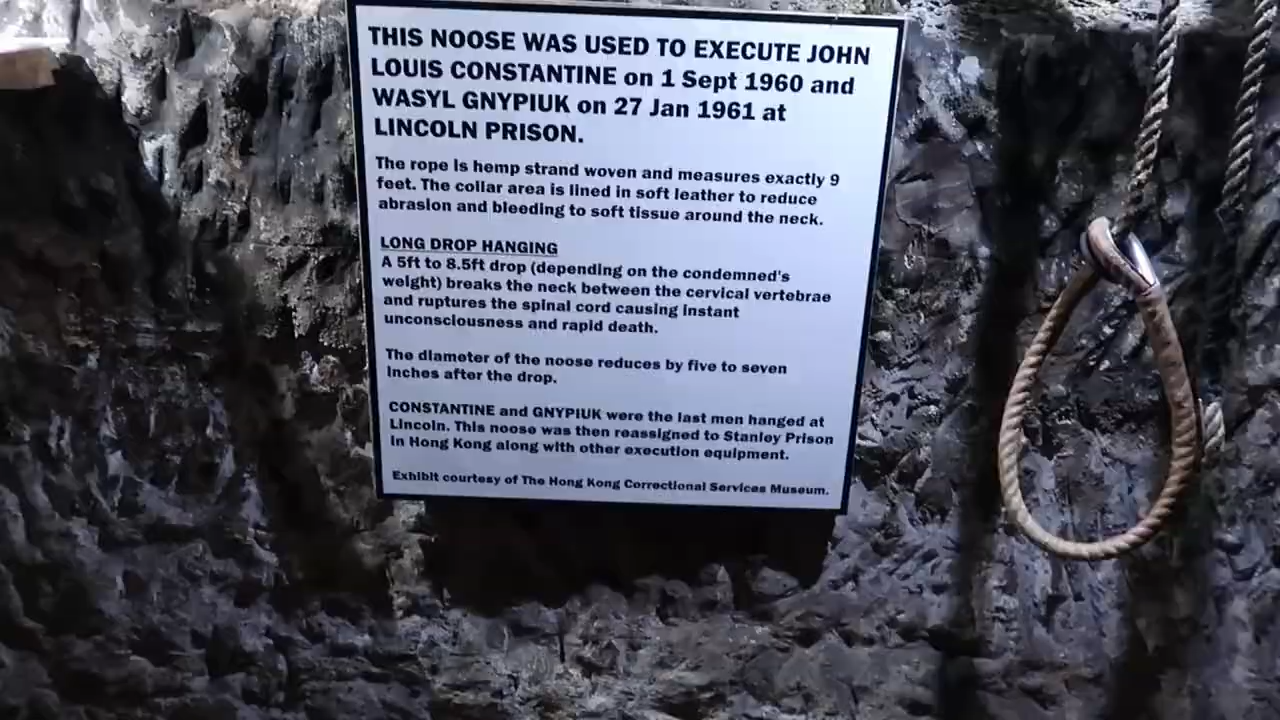 THIS NOOSE WAS USED TO EXECUTE JOHN
LOUIS CONSTANTINE on 1 Sept 1960 and
WASYL GNYPIUK on 27 Jan 1961 at
LINCOLN PRISON.
The rope is hemp strand woven and measures exactly 9
feet. The collar area is lined in soft leather to reduce
abrasion and bleeding to soft tissue around the neck.
LONG DROP HANGING
A 5ft to 8.5ft drop (depending on the condemned's
weight) breaks the neck between the cervical vertebrae
and ruptures the spinal cord causing instant
unconsciousness and rapid death.
The diameter of the noose reduces by five to seven
inches after the drop.
CONSTANTINE and GNYPIUK were the last men hanged at
Lincoln. This noose was then reassigned to Stanley Prison
in Hong Kong along with other execution equipment.
Exhibit courtesy of The Hong Kong Correctional Services Museum.